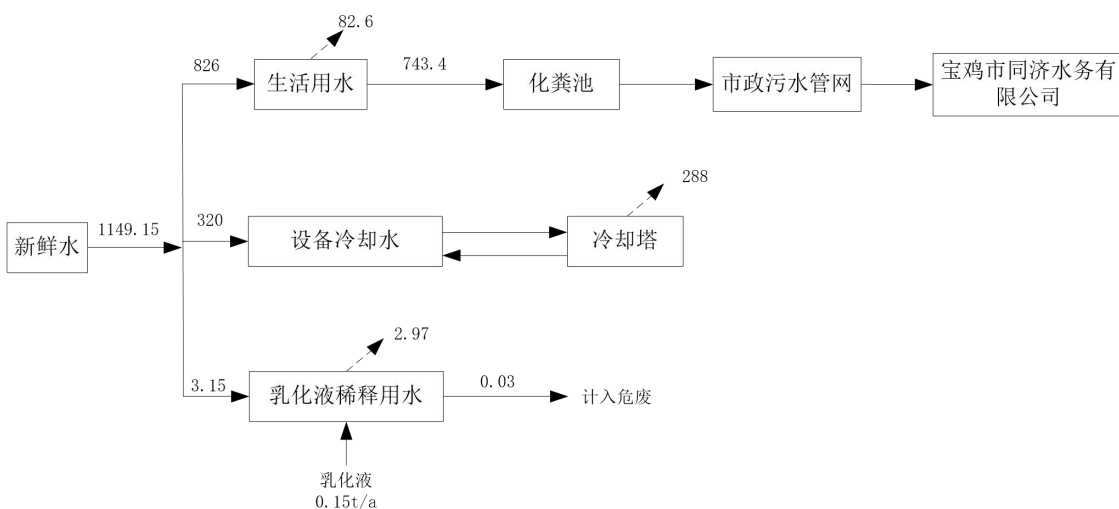 82.6
826
生活用水
743.4
化粪池
市政污水管网
宝鸡市同济水务有
限公司
288
新鲜水
1149.15
320
设备冷却水
冷却塔
2.97
3.15
乳化液稀释用水
0.03
计入危废
乳化液
0.15t/a